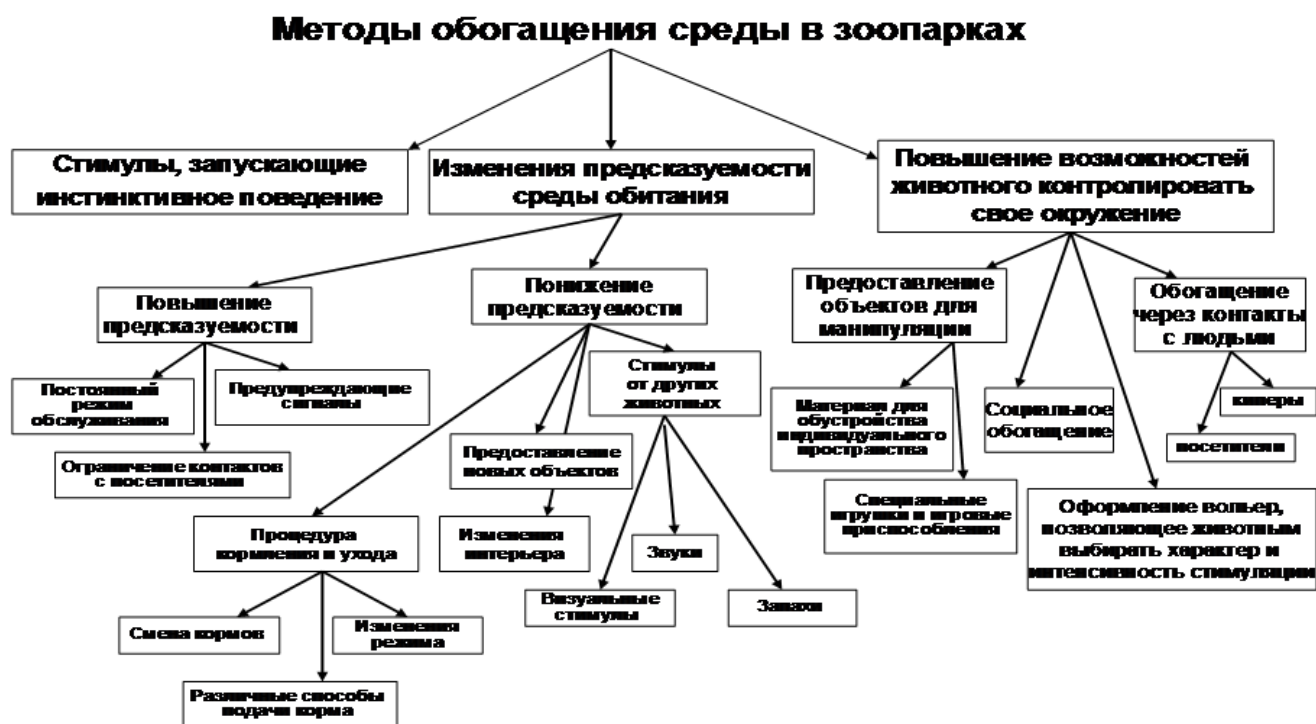 Методы обогащения среды в зоопарках
Стимулы, запускающие
инстинктивное поведение
Изменения предсказуемости
среды обитания
Повышение возможностей
животного контролировать
свое окружение
Повышение
предсказуемости
Понижение
предсказуемости
Предоставление
объектов для
манипуляции
Обогащение
через контакты
с людьми
Постоянный
режим
обслуживания
Предупреждающие
сигналы
Ограничение контактов
с посетителями
Стимулы
от других
животных
Предоставление
новых объектов
Процедура
кормления и ухода
Изменения
интерьера
Звуки
Визуальные
стимулы
Запахи
Смена кормов
Изменения
режима
Различные способы
подачи корма
Материал для
обустройства
индивидуального
пространства
Специальные
игрушки и игровые
приспособления
Социальное
обогащение
киперы
посетители
Оформление вольер,
позволяющее животным
выбирать характер и
интенсивность стимуляции